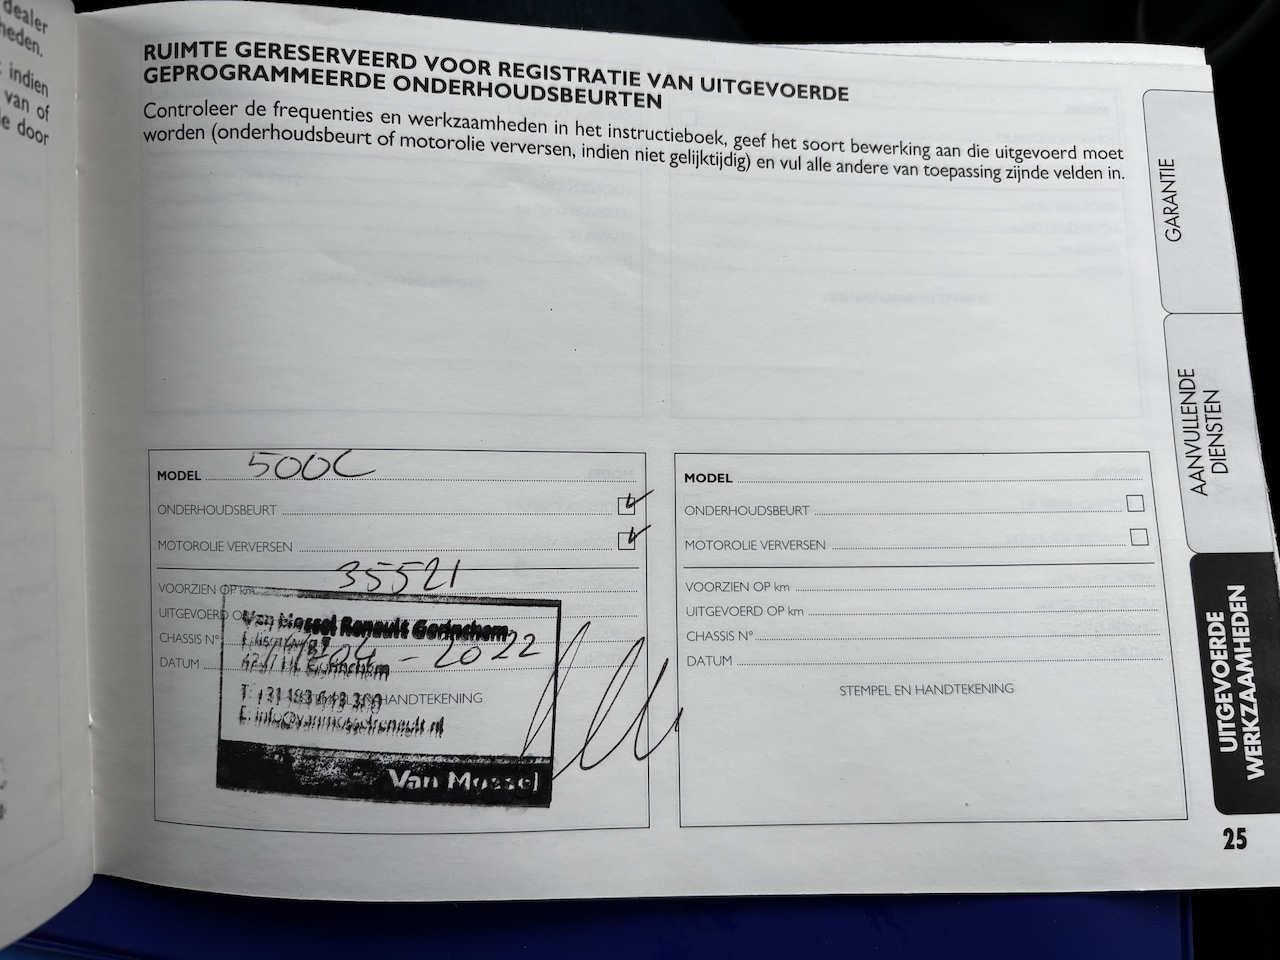 dealer
heden.
indien
van of
e door
RUIMTE GERESERVEERD VOOR REGISTRATIE VAN UITGEVOERDE
GEPROGRAMMEERDE ONDERHOUDSBEURTEN
Controleer de frequenties en werkzaamheden in het instructieboek, geef het soort bewerking aan die uitgevoerd moet
worden (onderhoudsbeurt of motorolie verversen, indien niet gelijktijdig) en vul alle andere van toepassing zijnde velden in.
MODEL 500C
ONDERHOUDSBEURT
MOTOROLIE VERVERSEN
VOORZIEN OP km 35521
UITGEVOERD OP
CHASSIS N°
DATUM 04-2022
HANDTEKENING
Van Mossel Renault Gorinchem
Gorinchem
Van Mossel
MODEL
ONDERHOUDSBEURT
MOTOROLIE VERVERSEN
VOORZIEN OP km
UITGEVOERD OP km
CHASSIS N°
DATUM
STEMPEL EN HANDTEKENING
GARANTIE
AANVULLENDE
DIENSTEN
UITGEVOERDE
WERKZAAMHEDEN
25